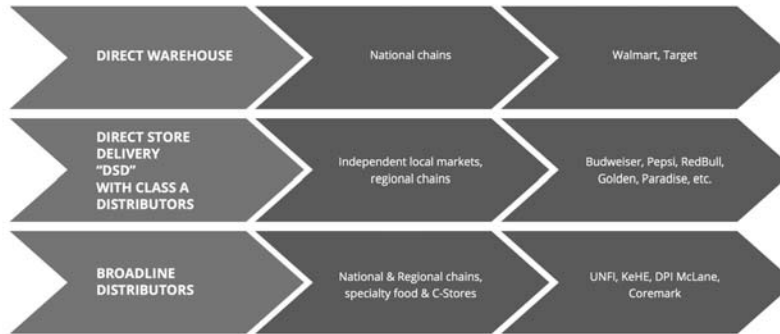 DIRECT WAREHOUSE
National chains
Walmart, Target
DIRECT STORE
DELIVERY
“DSD”
WITH CLASS A
DISTRIBUTORS
Independent local markets,
regional chains
Budweiser, Pepsi, RedBull,
Golden, Paradise, etc.
BROADLINE
DISTRIBUTORS
National & Regional chains,
specialty food & C-Stores
UNFI, KeHE, DPI McLane,
Coremark